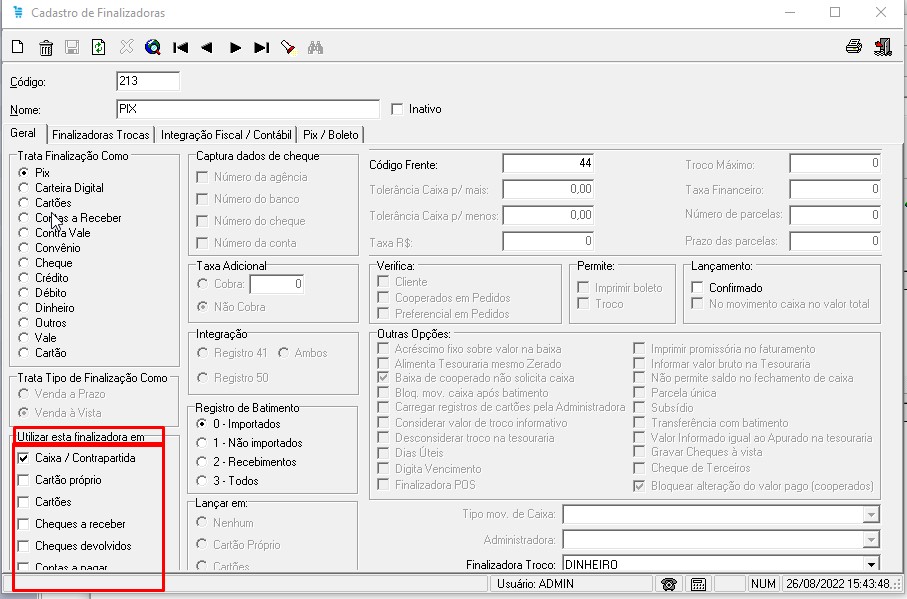 Cadastro de Finalizadoras
Código: 213
Nome: PIX Inativo
Geral Finalizadoras Trocas Integração Fiscal / Contábil Pix / Boleto
Trata Finalização Como
Pix
Carteira Digital
Cartões
Contas a Receber
Contra Vale
Convênio
Cheque
Crédito
Débito
Dinheiro
Outros
Vale
Cartão
Trata Tipo de Finalização Como
Venda a Prazo
Venda à Vista
Utilizar esta finalizadora em
Caixa / Contrapartida
Cartão próprio
Cartões
Cheques a receber
Cheques devolvidos
Contas a pagar
Captura dados de cheque
Número da agência
Número do banco
Número do cheque
Número da conta
Taxa Adicional
Cobra: 0
Não Cobra
Integração
Registro 41 Ambos
Registro 50
Registro de Batimento
0 - Importados
1 - Não importados
2 - Recebimentos
3 - Todos
Lançar em:
Nenhum
Cartão Próprio
Cartões
Código Frente: 44 Troco Máximo: 0
Tolerância Caixa p/ mais: 0,00 Taxa Financeiro: 0
Tolerância Caixa p/ menos: 0,00 Número de parcelas: 0
Taxa R$: 0 Prazo das parcelas: 0
Verifica:
Cliente
Cooperados em Pedidos
Preferencial em Pedidos
Permite:
Imprimir boleto
Troco
Lançamento:
Confirmado
No movimento caixa no valor total
Outras Opções:
Acréscimo fixo sobre valor na baixa
Alimenta Tesouraria mesmo Zerado
Baixa de cooperado não solicita caixa
Bloq. mov. caixa após batimento
Carregar registros de cartões pela Administradora
Considerar valor de troco informativo
Desconsiderar troco na tesouraria
Dias Úteis
Digita Vencimento
Finalizadora POS
Imprimir promissória no faturamento
Informar valor bruto na Tesouraria
Não permite saldo no fechamento de caixa
Parcela única
Subsídio
Transferência com batimento
Valor Informado igual ao Apurado na tesouraria
Gravar Cheques à vista
Cheque de Terceiros
Bloquear alteração do valor pago (cooperados)
Tipo mov. de Caixa:
Administradora:
Finalizadora Troco: DINHEIRO
Usuário: ADMIN NUM 26/08/2022 15:43:48